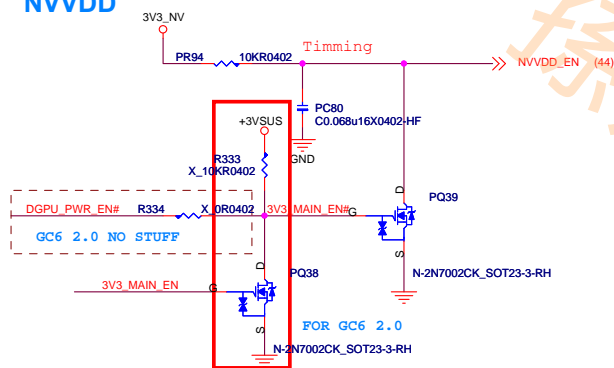 NVVDD
3V3_NV
PR94
10KR0402
Timming
NVVDD_EN (44)
PC80
C0.068u16X0402-HF
+3VSUS
GND
R333
X_10KR0402
D
PQ39
DGPU_PWR_EN#
R334
X_0R0402
3V3_MAIN_EN#
G
GC6 2.0 NO STUFF
S
D
PQ38
N-2N7002CK_SOT23-3-RH
3V3_MAIN_EN
G
S
FOR GC6 2.0
N-2N7002CK_SOT23-3-RH